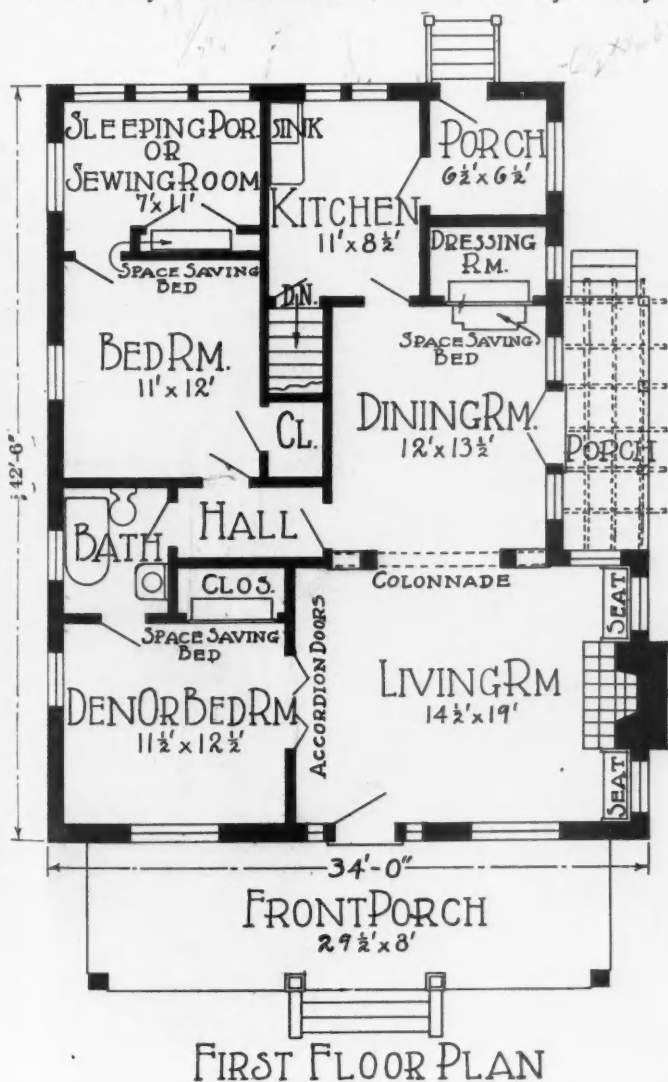 SLEEPING POR.
OR
SEWING ROOM
7' x 11'
SINK
KITCHEN
11' x 8½'
PORCH
6½' x 6½'
DRESSING
RM.
SPACE SAVING
BED
DN.
SPACE SAVING
BED
BED RM.
11' x 12'
CL.
DINING RM.
12' x 13½'
PORCH
42'-6"
BATH
HALL
COLONNADE
CLOS.
SEAT
SPACE SAVING
BED
ACCORDION DOORS
DEN OR BED RM
11½' x 12½'
LIVING RM
14½' x 19'
SEAT
34'-0"
FRONT PORCH
29½' x 8'
FIRST FLOOR PLAN